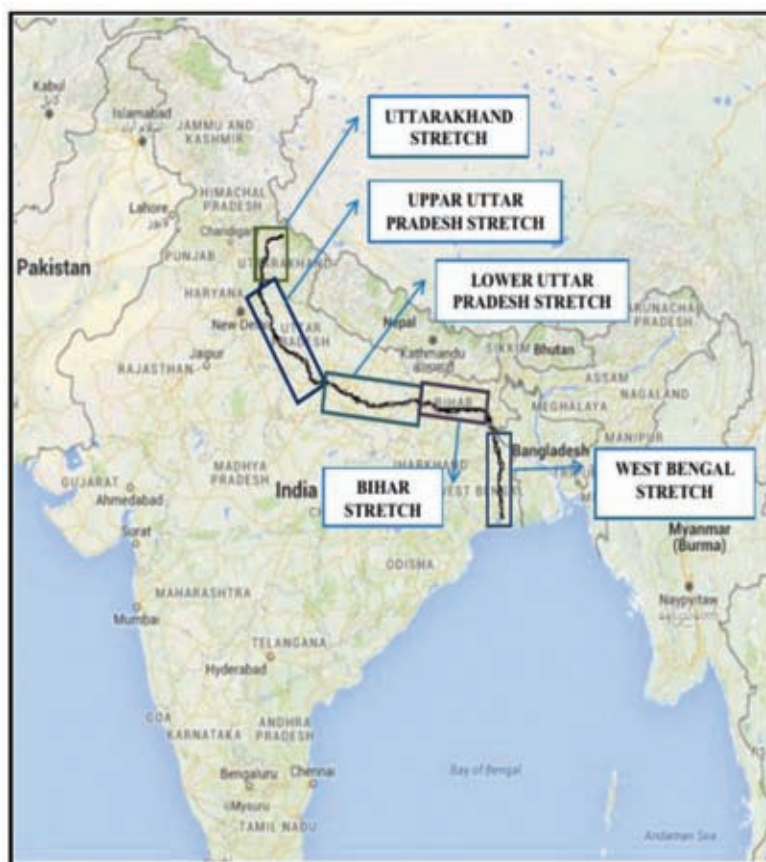 Kabul
Islamabad
JAMMU AND
KASHMIR
UTTARAKHAND
STRETCH
HIMACHAL
PRADESH
Lahore
Chandigar
UPPAR UTTAR
PRADESH STRETCH
PUNJAB
Pakistan
UTTARAKHAND
LOWER UTTAR
PRADESH STRETCH
HARYANA
New Delhi
UTTAR
PRADESH
Nepal
Kathmandu
ARUNACHAL
PRADESH
SIKKIM
Bhutan
Jaipur
RAJASTHAN
ASSAM
NAGALAND
BIHAR
MEGHALAYA
MANIPUR
Bangladesh
GUJARAT
Ahmedabad
MADHYA
PRADESH
India
JHARKHAND
WEST BENGAL
BIHAR
STRETCH
WEST BENGAL
STRETCH
Surat
Myanmar
(Burma)
ODISHA
MAHARASHTRA
Naypyitaw
Mumbai
TELANGANA
Hyderabad
GOA
KARNATAKA
ANDHRA
PRADESH
Bay of Bengal
Bengaluru
Chennai
Mysuru
TAMIL NADU
Andaman Sea